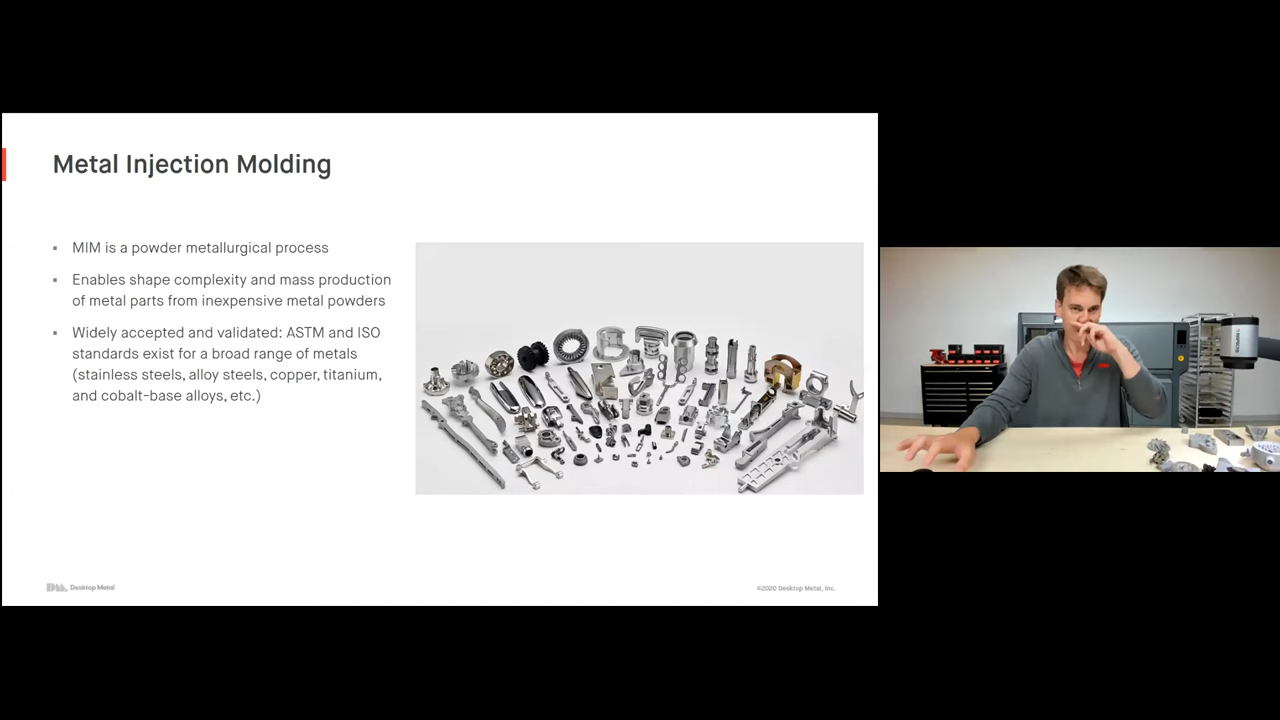 Metal Injection Molding
MIM is a powder metallurgical process
Enables shape complexity and mass production
of metal parts from inexpensive metal powders
Widely accepted and validated: ASTM and ISO
standards exist for a broad range of metals
(stainless steels, alloy steels, copper, titanium,
and cobalt-base alloys, etc.)
Desktop Metal
©2020 Desktop Metal, Inc.